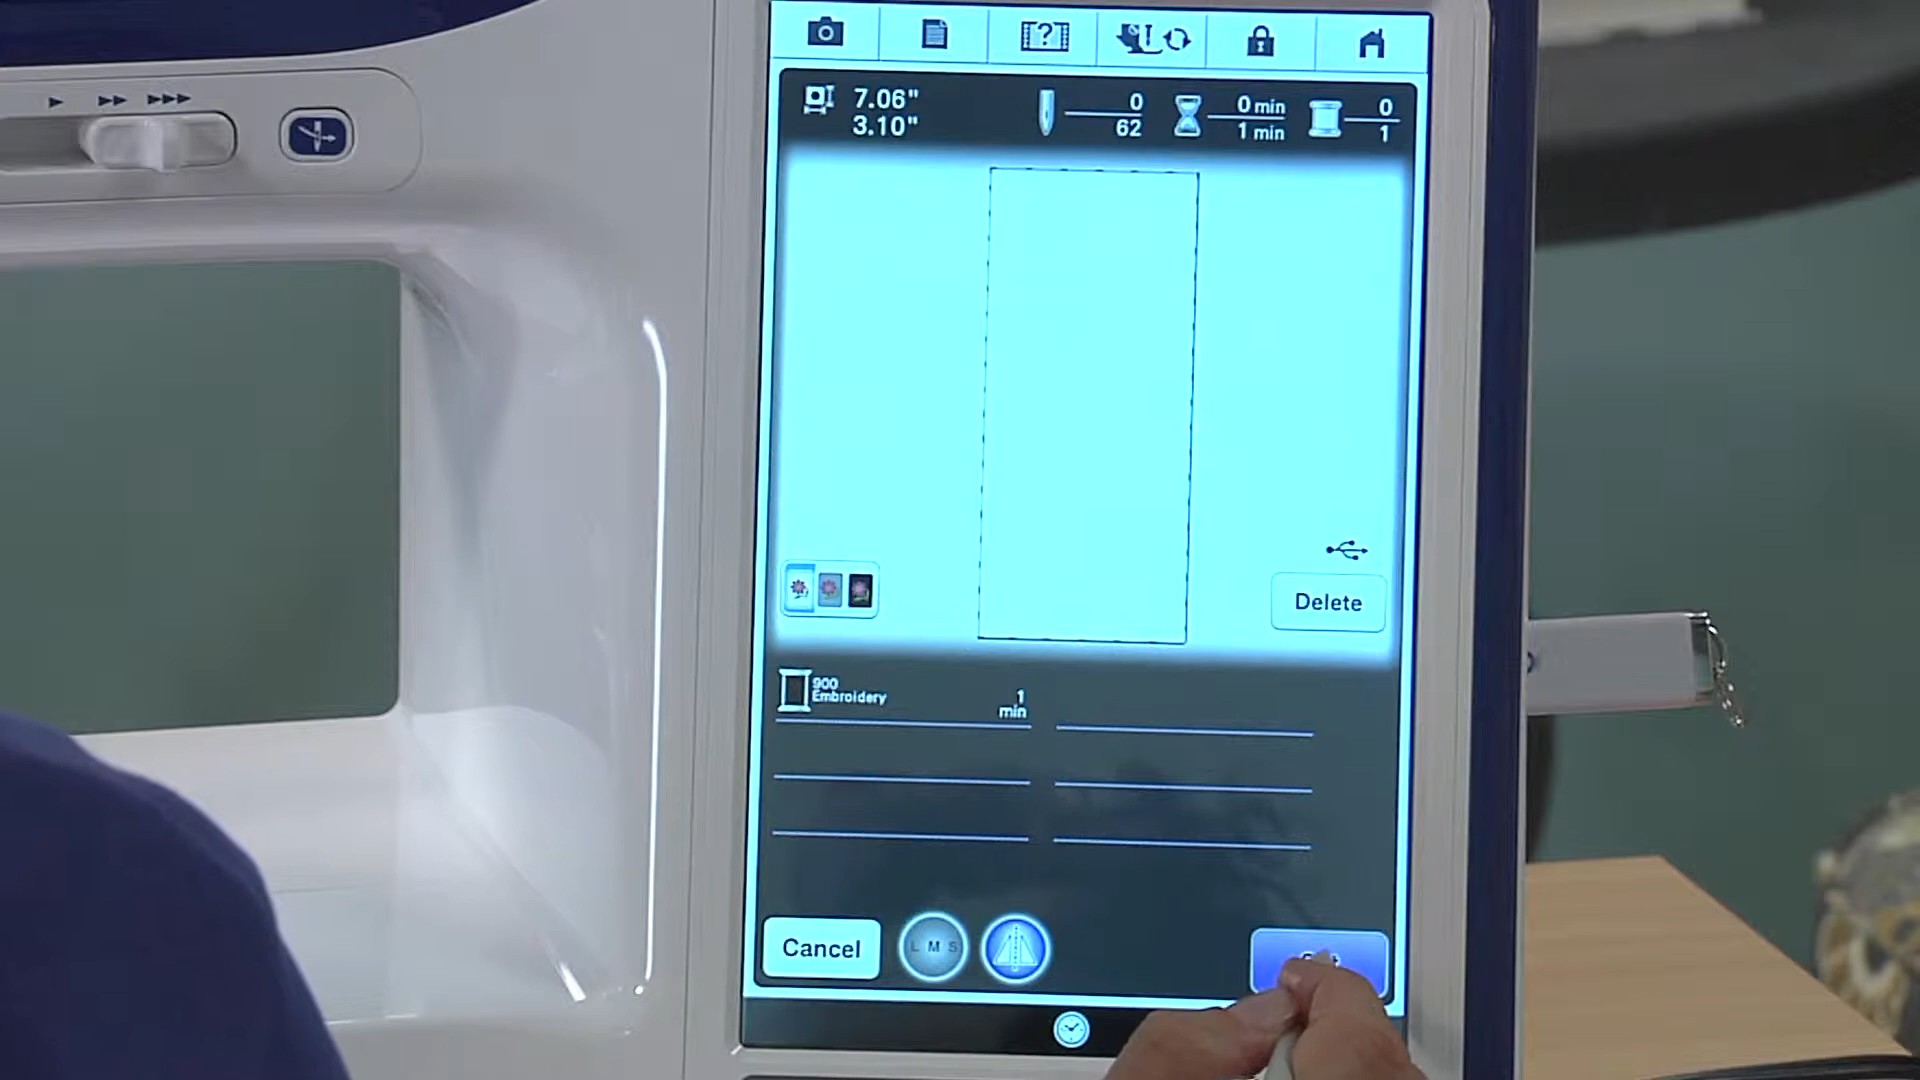 7.06"
3.10"
0
62
0 min
1 min
0
1
Delete
900
Embroidery
1
min
Cancel
L M S